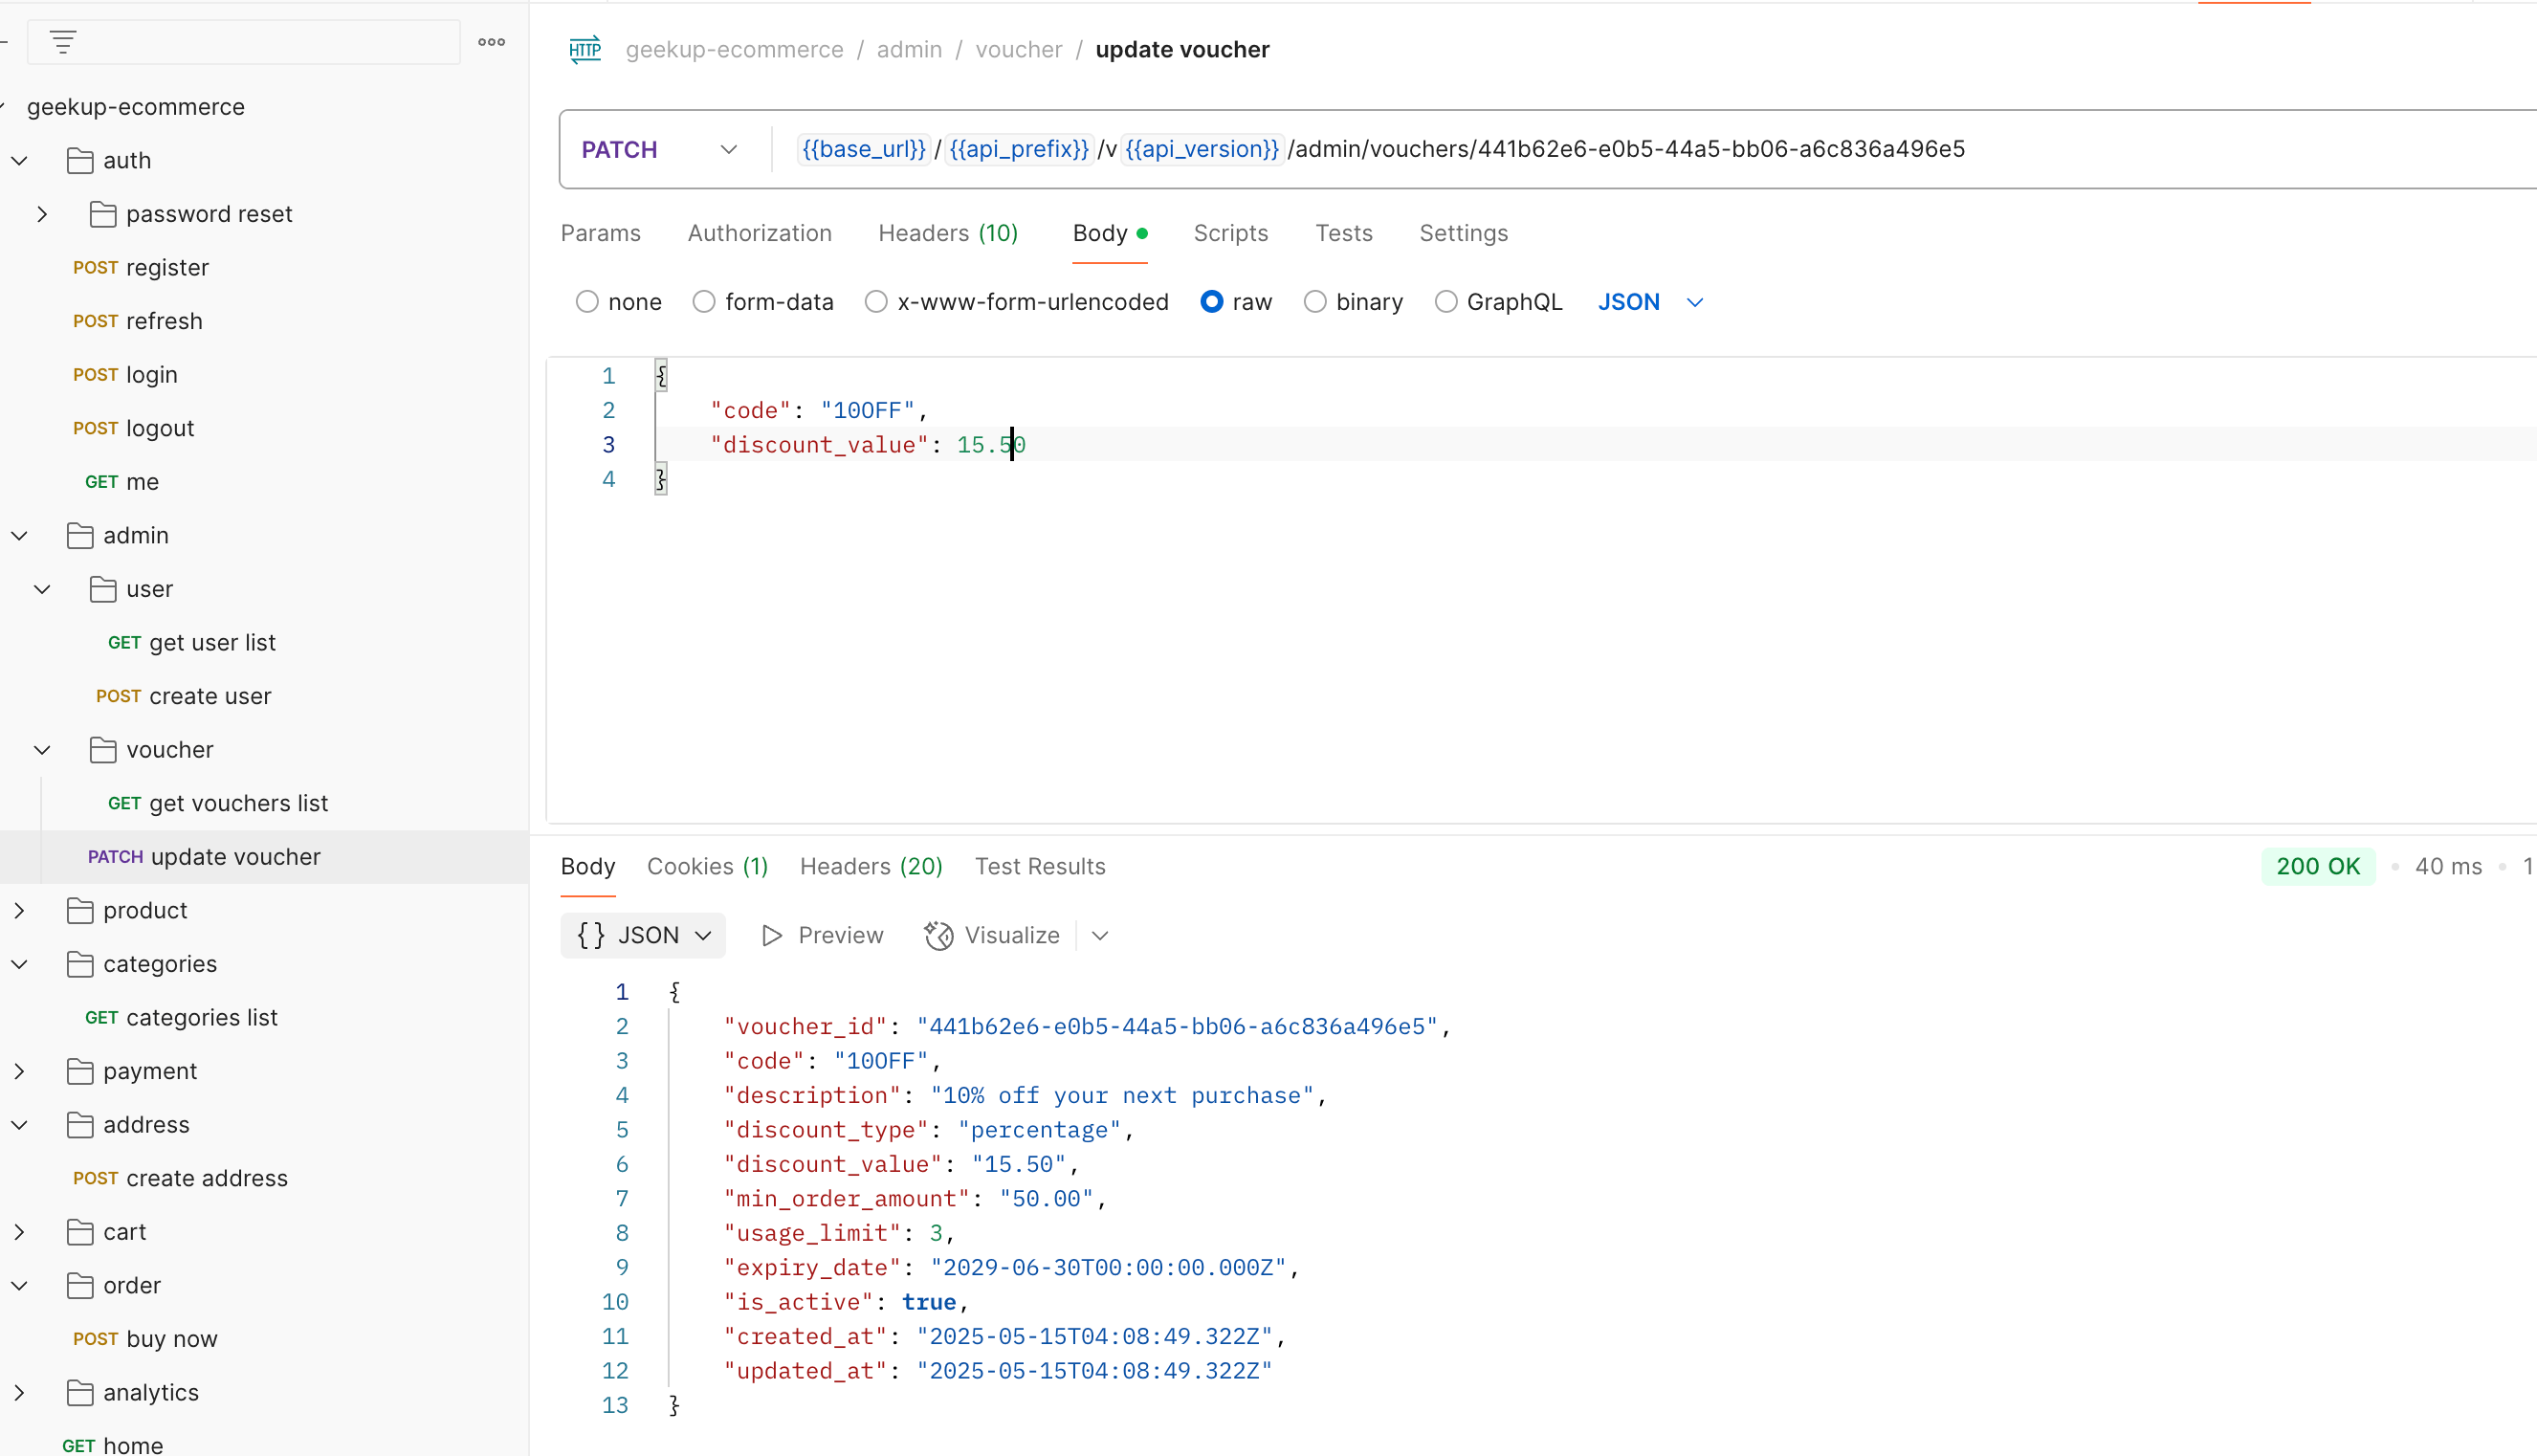 geekup-ecommerce
auth
password reset
POST register
POST refresh
POST login
POST logout
GET me
admin
user
GET get user list
POST create user
voucher
GET get vouchers list
PATCH update voucher
product
categories
GET categories list
payment
address
POST create address
cart
order
POST buy now
analytics
GET home
HTTP geekup-ecommerce / admin / voucher / update voucher
PATCH {{base_url}}/{{api_prefix}}/v{{api_version}}/admin/vouchers/441b62e6-e0b5-44a5-bb06-a6c836a496e5
Params Authorization Headers (10) Body Scripts Tests Settings
none form-data x-www-form-urlencoded raw binary GraphQL JSON
1 {
2 "code": "10OFF",
3 "discount_value": 15.50
4 }
Body Cookies (1) Headers (20) Test Results 200 OK • 40 ms • 1
{} JSON Preview Visualize
1 {
2 "voucher_id": "441b62e6-e0b5-44a5-bb06-a6c836a496e5",
3 "code": "10OFF",
4 "description": "10% off your next purchase",
5 "discount_type": "percentage",
6 "discount_value": "15.50",
7 "min_order_amount": "50.00",
8 "usage_limit": 3,
9 "expiry_date": "2029-06-30T00:00:00.000Z",
10 "is_active": true,
11 "created_at": "2025-05-15T04:08:49.322Z",
12 "updated_at": "2025-05-15T04:08:49.322Z"
13 }